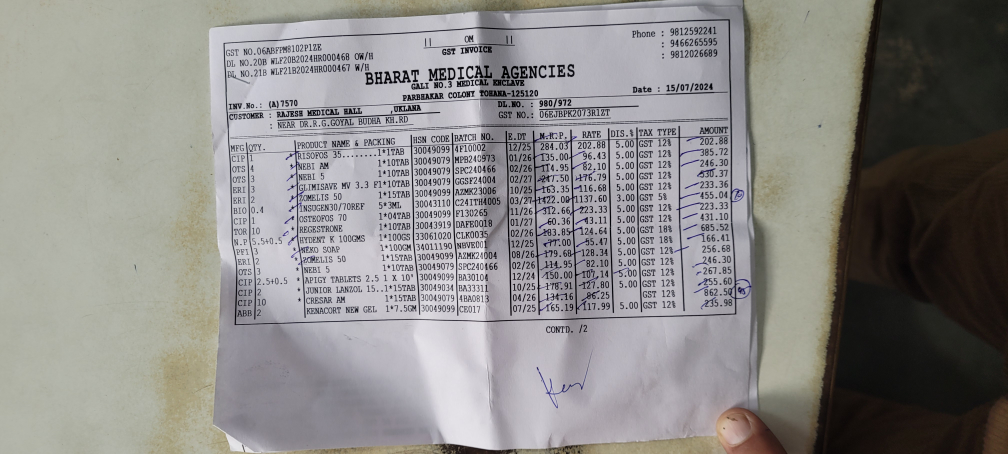 GST NO.06ABFPM8102P1ZE || OM || Phone : 9812592241
DL NO.20B WLF20B2024HR000468 OW/H GST INVOICE : 9466265595
DL NO.21B WLF21B2024HR000467 W/H : 9812026689
BHARAT MEDICAL AGENCIES
GALI NO.3 MEDICAL ENCLAVE
PARBHAKAR COLONY TOHANA-125120 Date : 15/07/2024
INV.No: (A)7570 DL.NO. : 980/972
CUSTOMER : RAJESH MEDICAL HALL ,UKLANA GST NO.: 06EJBPK2073R1ZT
: NEAR DR.R.G.GOYAL BUDHA KH.RD
MFG QTY. PRODUCT NAME & PACKING HSN CODE BATCH NO. E.DT M.R.P. RATE DIS.% TAX TYPE AMOUNT
CIP 1 * RISOFOS 35........1*1TAB 30049099 4F10002 12/25 284.03 202.88 5.00 GST 12% 202.88
OTS 4 * NEBI AM 1*10TAB 30049079 MPB240973 01/26 135.00 96.43 5.00 GST 12% 385.72
OTS 3 * NEBI 5 1*10TAB 30049079 SPC240466 02/26 114.95 82.10 5.00 GST 12% 246.30
ERI 3 * GLIMISAVE MV 3.3 F1*10TAB 30049099 GGSF24004 02/27 247.50 176.79 5.00 GST 12% 530.37
ERI 2 * ZOMELIS 50 1*15TAB 30049099 AZMK23006 10/25 163.35 116.68 5.00 GST 12% 233.36
BIO 0.4 * INSUGEN30/70REF 5*3ML 30043110 C24ITH4005 03/27 1422.00 1137.60 3.00 GST 5% 455.04
CIP 1 * OSTEOFOS 70 1*04TAB 30049099 F130265 11/26 312.66 223.33 5.00 GST 12% 223.33
TOR 10 * REGESTRONE 1*10TAB 30043919 DAFE0018 01/27 60.36 43.11 5.00 GST 12% 431.10
N.P 5.5+0.5 * HYDENT K 100GMS 1*100GS 33061020 CLK0035 02/26 183.85 124.64 5.00 GST 18% 685.52
PFI 3 * NEKO SOAP 1*100GM 34011190 NBVE001 12/25 77.00 55.47 5.00 GST 18% 166.41
ERI 2 * ZOMELIS 50 1*15TAB 30049099 AZMK24004 08/26 179.68 128.34 5.00 GST 12% 256.68
OTS 3 * NEBI 5 1*10TAB 30049079 SPC240466 02/26 114.95 82.10 5.00 GST 12% 246.30
CIP 2.5+0.5 * APIGY TABLETS 2.5 1 X 10' 30049099 BA30104 12/24 150.00 107.14 5.00 GST 12% 267.85
CIP 2 * JUNIOR LANZOL 15..1*15TAB 30049034 BA33311 10/25 178.91 127.80 5.00 GST 12% 255.60
CIP 10 * CRESAR AM 1*15TAB 30049079 4BA0813 04/26 134.16 86.25 GST 12% 862.50
ABB 2 * KENACORT NEW GEL 1*7.5GM 30049099 CE017 07/25 165.19 117.99 5.00 GST 12% 235.98
CONTD. /2